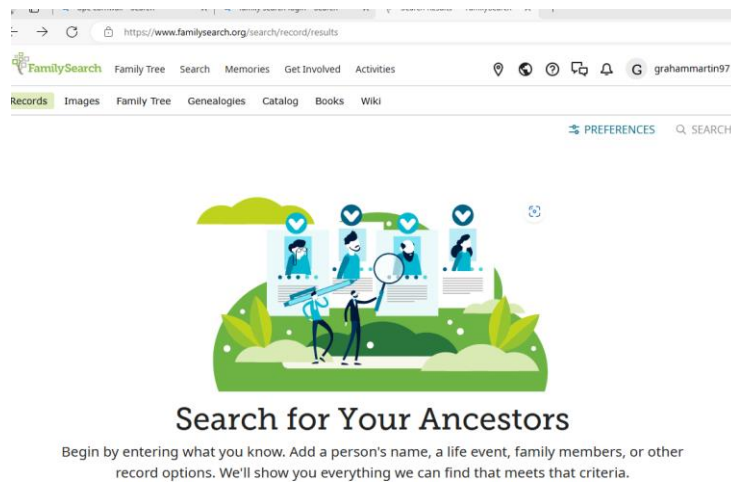 https://www.familysearch.org/search/record/results
FamilySearch Family Tree Search Memories Get Involved Activities G grahammartin97
Records Images Family Tree Genealogies Catalog Books Wiki
PREFERENCES SEARCH
Search for Your Ancestors
Begin by entering what you know. Add a person's name, a life event, family members, or other
record options. We'll show you everything we can find that meets that criteria.